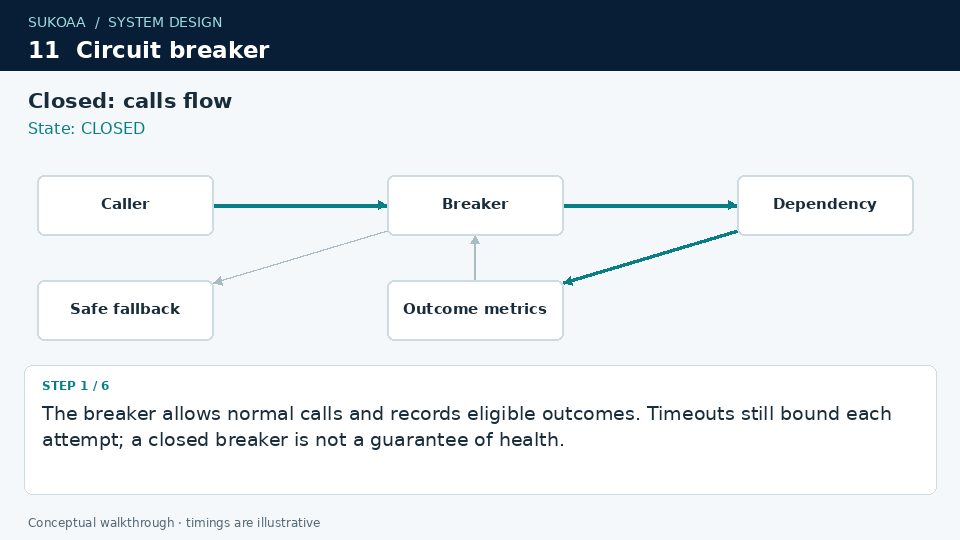 SUKOAA / SYSTEM DESIGN
11 Circuit breaker
Closed: calls flow
State: CLOSED
Caller
Breaker
Dependency
Safe fallback
Outcome metrics
STEP 1 / 6
The breaker allows normal calls and records eligible outcomes. Timeouts still bound each
attempt; a closed breaker is not a guarantee of health.
Conceptual walkthrough · timings are illustrative